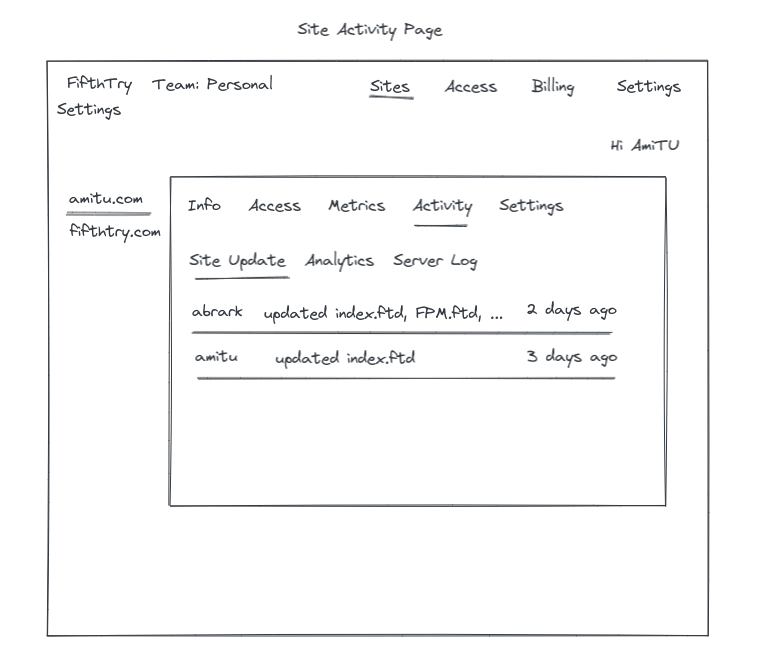 Site Activity Page
FifthTry Team: Personal Sites Access Billing Settings
Settings
Hi AmiTU
amitu.com
fifthtry.com
Info Access Metrics Activity Settings
Site Update Analytics Server Log
abrark updated index.ftd, FPM.ftd, ... 2 days ago
amitu updated index.ftd 3 days ago